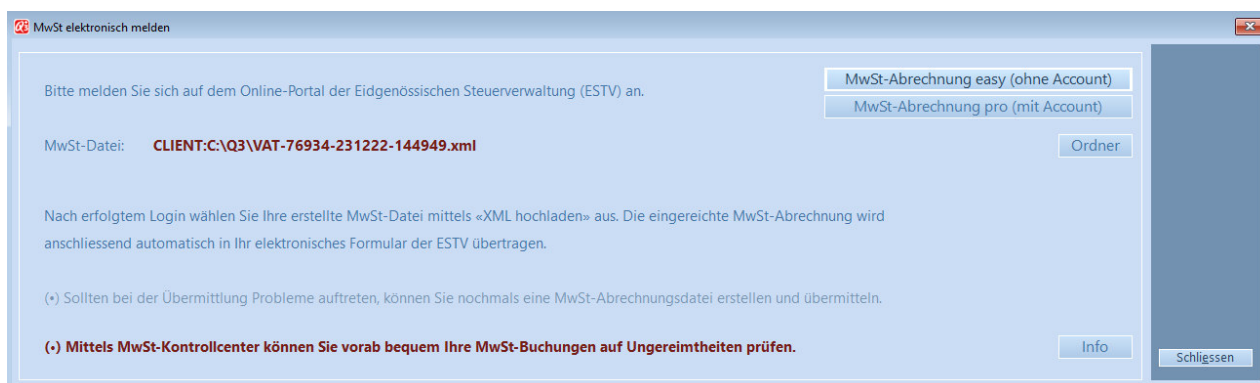 Q3 MwSt elektronisch melden
Bitte melden Sie sich auf dem Online-Portal der Eidgenössischen Steuerverwaltung (ESTV) an.
MwSt-Abrechnung easy (ohne Account)
MwSt-Abrechnung pro (mit Account)
MwSt-Datei: CLIENT:C:\Q3\VAT-76934-231222-144949.xml
Ordner
Nach erfolgtem Login wählen Sie Ihre erstellte MwSt-Datei mittels «XML hochladen» aus. Die eingereichte MwSt-Abrechnung wird
anschliessend automatisch in Ihr elektronisches Formular der ESTV übertragen.
(•) Sollten bei der Übermittlung Probleme auftreten, können Sie nochmals eine MwSt-Abrechnungsdatei erstellen und übermitteln.
(•) Mittels MwSt-Kontrollcenter können Sie vorab bequem Ihre MwSt-Buchungen auf Ungereimtheiten prüfen.
Info
Schliessen